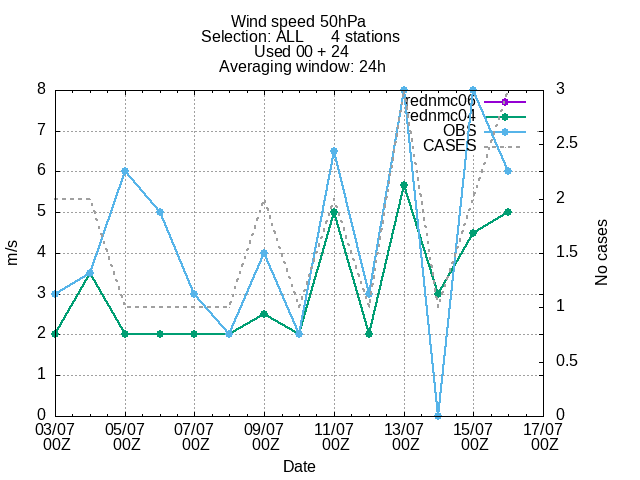 Wind speed 50hPa
Selection: ALL 4 stations
Used 00 + 24
Averaging window: 24h
rednmc06
rednmc04
OBS
CASES
8
7
6
5
4
3
2
1
0
m/s
3
2.5
2
1.5
1
0.5
0
No cases
03/07 05/07 07/07 09/07 11/07 13/07 15/07 17/07
00Z 00Z 00Z 00Z 00Z 00Z 00Z 00Z
Date